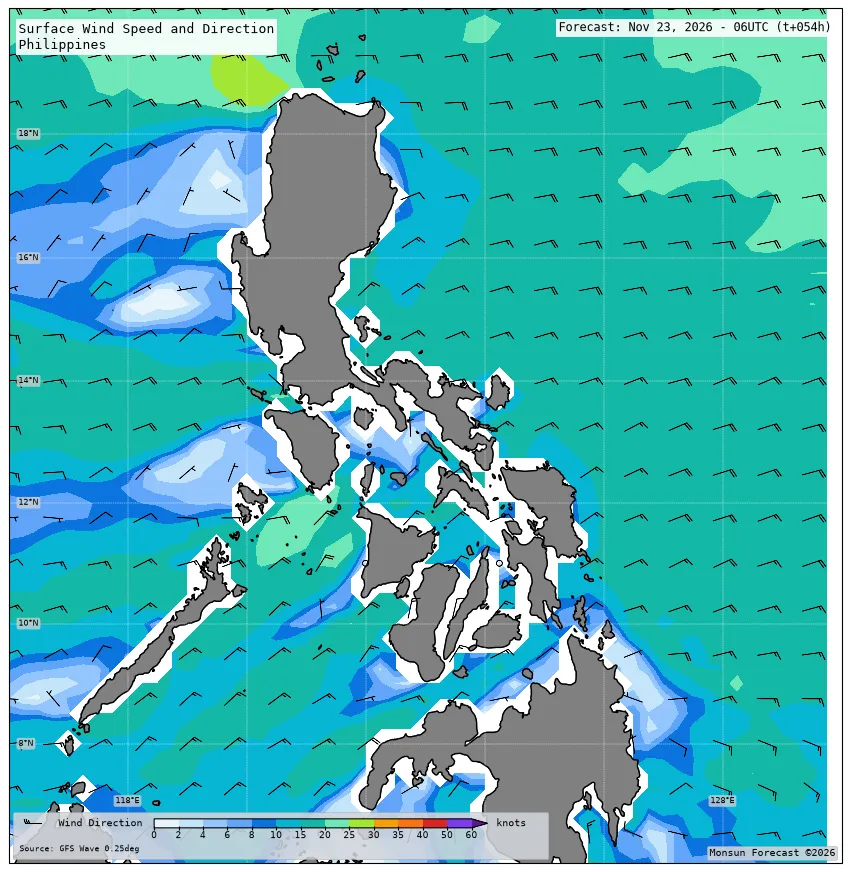 Surface Wind Speed and Direction
Philippines
Forecast: Nov 23, 2026 - 06UTC (t+054h)
18°N
16°N
14°N
12°N
10°N
8°N
118°E
128°E
Wind Direction
0 2 4 6 8 10 15 20 25 30 35 40 50 60
knots
Source: GFS Wave 0.25deg
Monsun Forecast ©2026